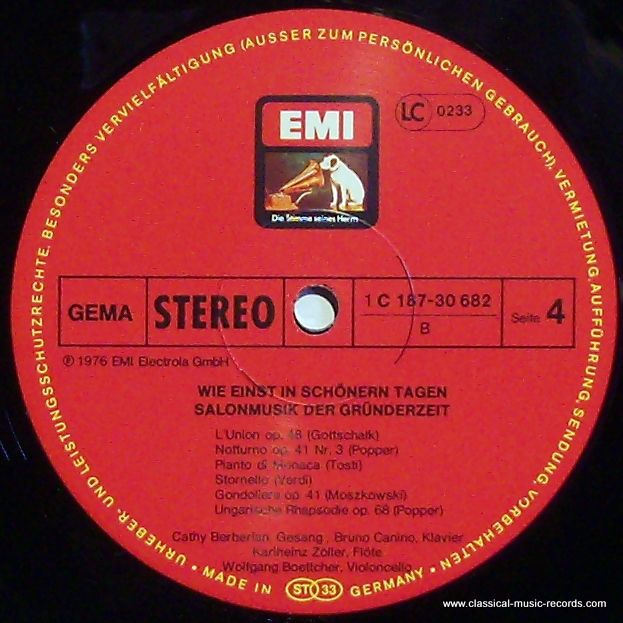 URHEBER- UND LEISTUNGSSCHUTZRECHTE, BESONDERS VERVIELFÄLTIGUNG (AUSSER ZUM PERSÖNLICHEN GEBRAUCH), VERMIETUNG, AUFFÜHRUNG, SENDUNG, VORBEHALTEN •
EMI
LC 0233
Die Stimme seines Herrn
GEMA
STEREO
1 C 187-30 682
B
Seite 4
℗ 1976 EMI Electrola GmbH
WIE EINST IN SCHÖNERN TAGEN
SALONMUSIK DER GRÜNDERZEIT
L'Union op. 48 (Gottschalk)
Notturno op. 41 Nr. 3 (Popper)
Pianto di Monaca (Tosti)
Stornello (Verdi)
Gondoliera op. 41 (Moszkowski)
Ungarische Rhapsodie op. 68 (Popper)
Cathy Berberian, Gesang , Bruno Canino, Klavier
Karlheinz Zöller, Flöte
Wolfgang Boettcher, Violoncello
• MADE IN ST 33 GERMANY •
www.classical-music-records.com